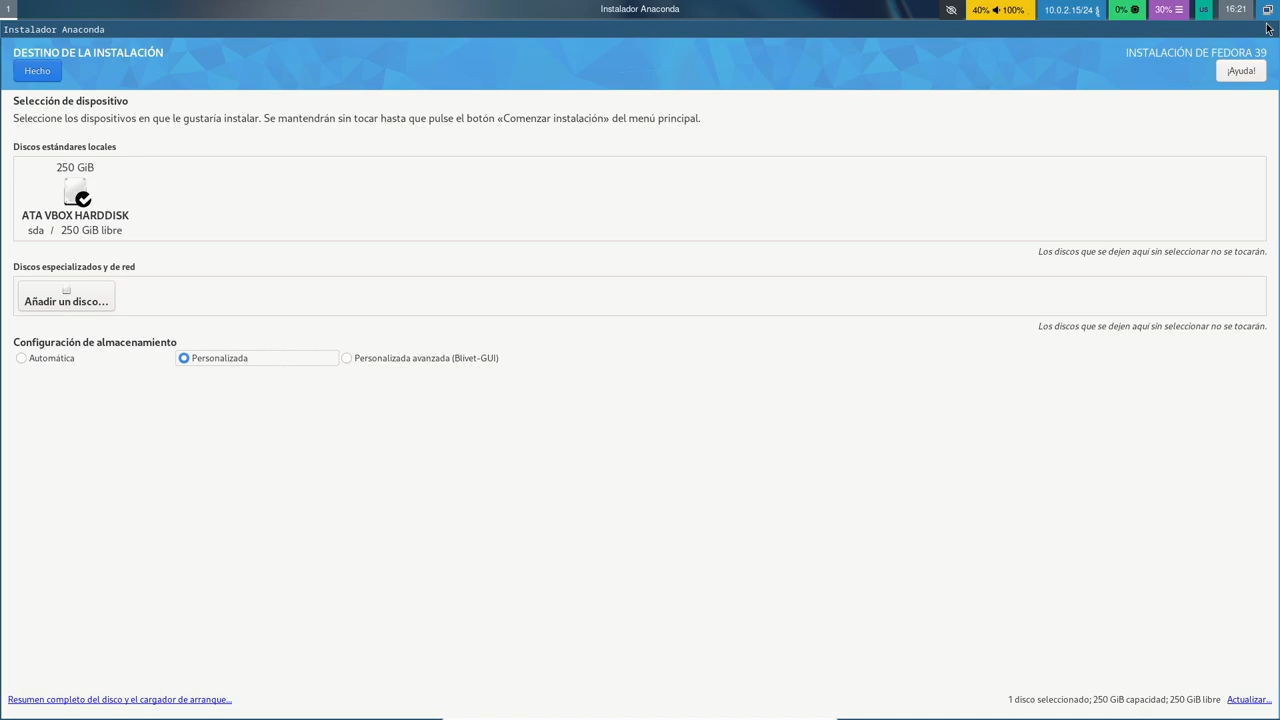 1
Instalador Anaconda
40% 100%
10.0.2.15/24
0%
30%
us
16:21
Instalador Anaconda
DESTINO DE LA INSTALACIÓN
INSTALACIÓN DE FEDORA 39
Hecho
¡Ayuda!
Selección de dispositivo
Seleccione los dispositivos en que le gustaría instalar. Se mantendrán sin tocar hasta que pulse el botón «Comenzar instalación» del menú principal.
Discos estándares locales
250 GiB
ATA VBOX HARDDISK
sda / 250 GiB libre
Los discos que se dejen aquí sin seleccionar no se tocarán.
Discos especializados y de red
Añadir un disco...
Los discos que se dejen aquí sin seleccionar no se tocarán.
Configuración de almacenamiento
Automática
Personalizada
Personalizada avanzada (Blivet-GUI)
Resumen completo del disco y el cargador de arranque...
1 disco seleccionado; 250 GiB capacidad; 250 GiB libre
Actualizar...